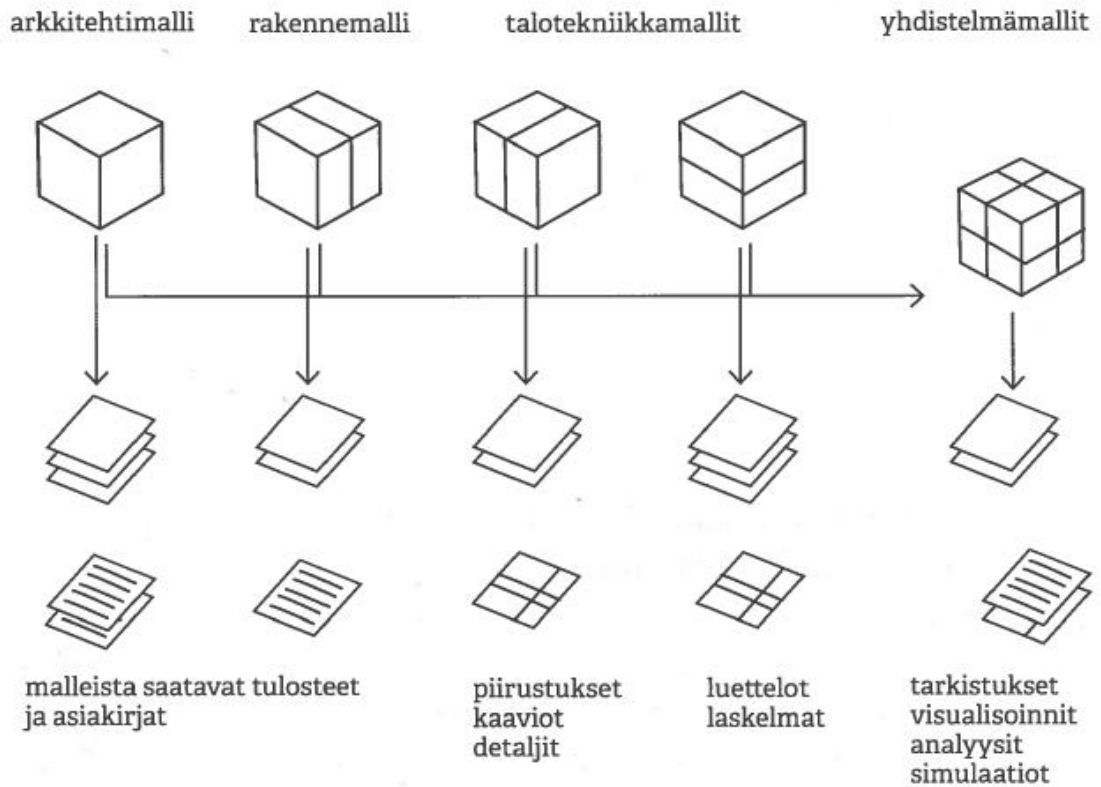 arkkitehtimalli
rakennemalli
talotekniikkamallit
yhdistelmämallit
malleista saatavat tulosteet
ja asiakirjat
piirustukset
kaaviot
detaljit
luettelot
laskelmat
tarkistukset
visualisoinnit
analyysit
simulaatiot